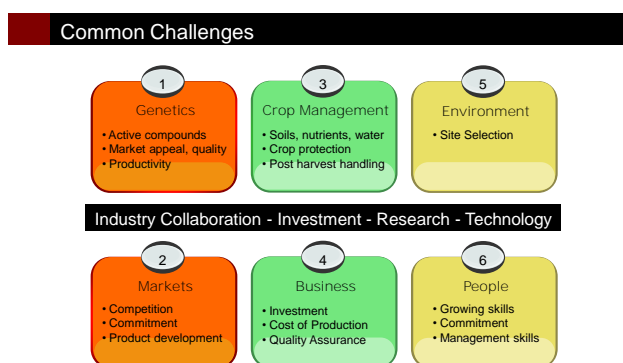 Common Challenges
1
Genetics
• Active compounds
• Market appeal, quality
• Productivity
3
Crop Management
• Soils, nutrients, water
• Crop protection
• Post harvest handling
5
Environment
• Site Selection
Industry Collaboration - Investment - Research - Technology
2
Markets
• Competition
• Commitment
• Product development
4
Business
• Investment
• Cost of Production
• Quality Assurance
6
People
• Growing skills
• Commitment
• Management skills